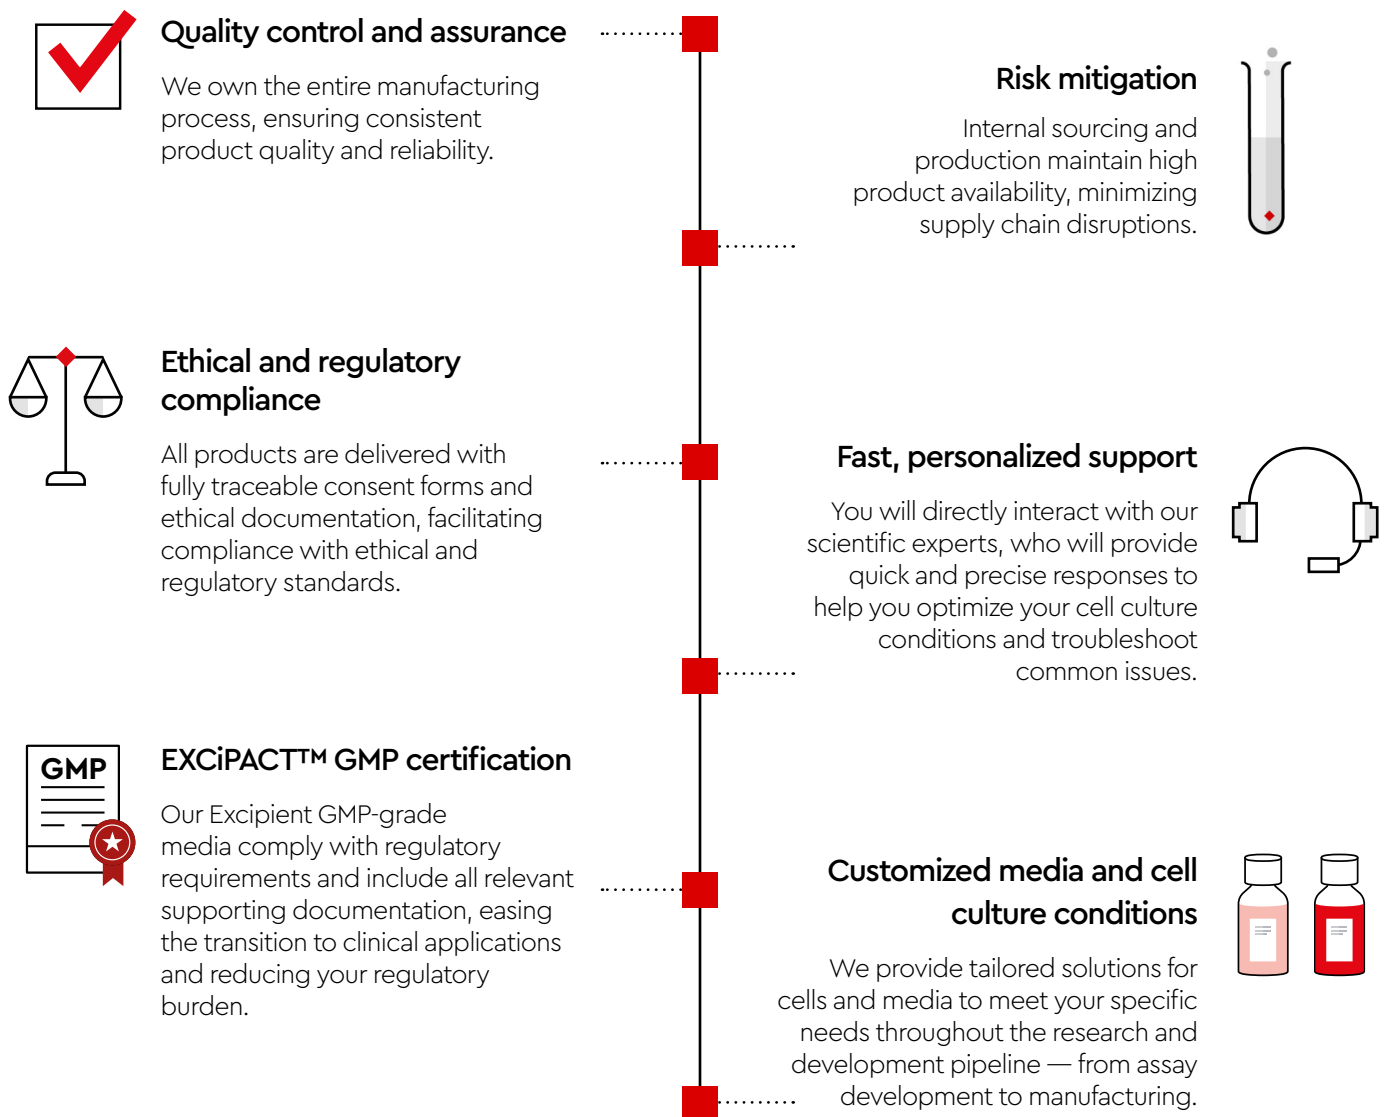 Quality control and assurance
We own the entire manufacturing
process, ensuring consistent
product quality and reliability.
Risk mitigation
Internal sourcing and
production maintain high
product availability, minimizing
supply chain disruptions.
Ethical and regulatory
compliance
All products are delivered with
fully traceable consent forms and
ethical documentation, facilitating
compliance with ethical and
regulatory standards.
Fast, personalized support
You will directly interact with our
scientific experts, who will provide
quick and precise responses to
help you optimize your cell culture
conditions and troubleshoot
common issues.
GMP
EXCiPACT™ GMP certification
Our Excipient GMP-grade
media comply with regulatory
requirements and include all relevant
supporting documentation, easing
the transition to clinical applications
and reducing your regulatory
burden.
Customized media and cell
culture conditions
We provide tailored solutions for
cells and media to meet your specific
needs throughout the research and
development pipeline — from assay
development to manufacturing.